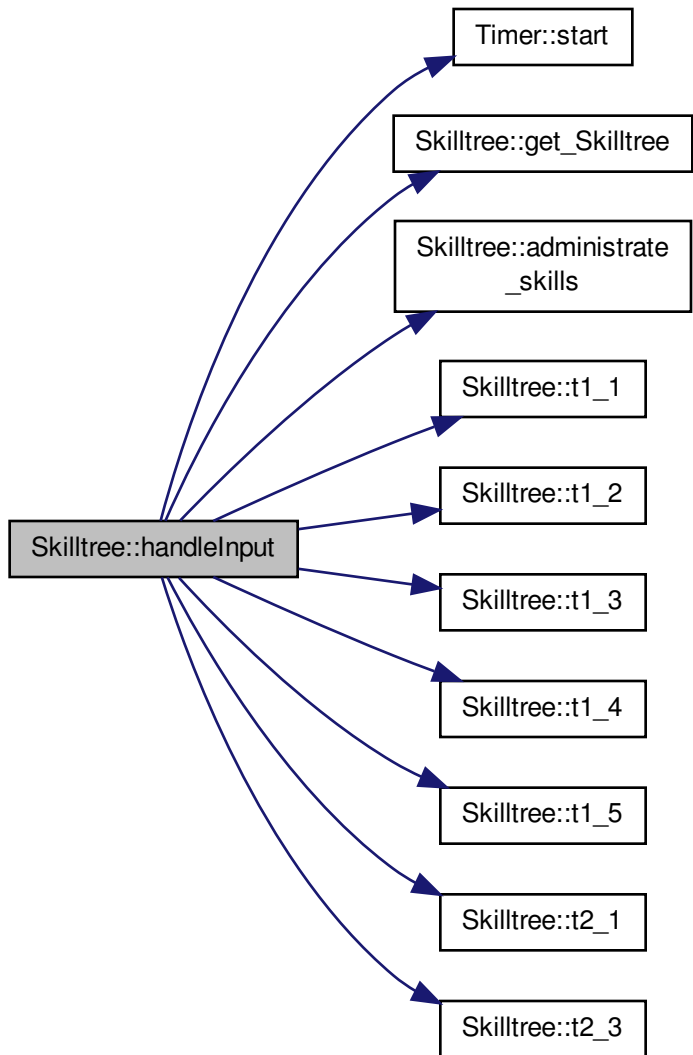 Timer::start
Skilltree::get_Skilltree
Skilltree::administrate
_skills
Skilltree::t1_1
Skilltree::t1_2
Skilltree::handleInput
Skilltree::t1_3
Skilltree::t1_4
Skilltree::t1_5
Skilltree::t2_1
Skilltree::t2_3